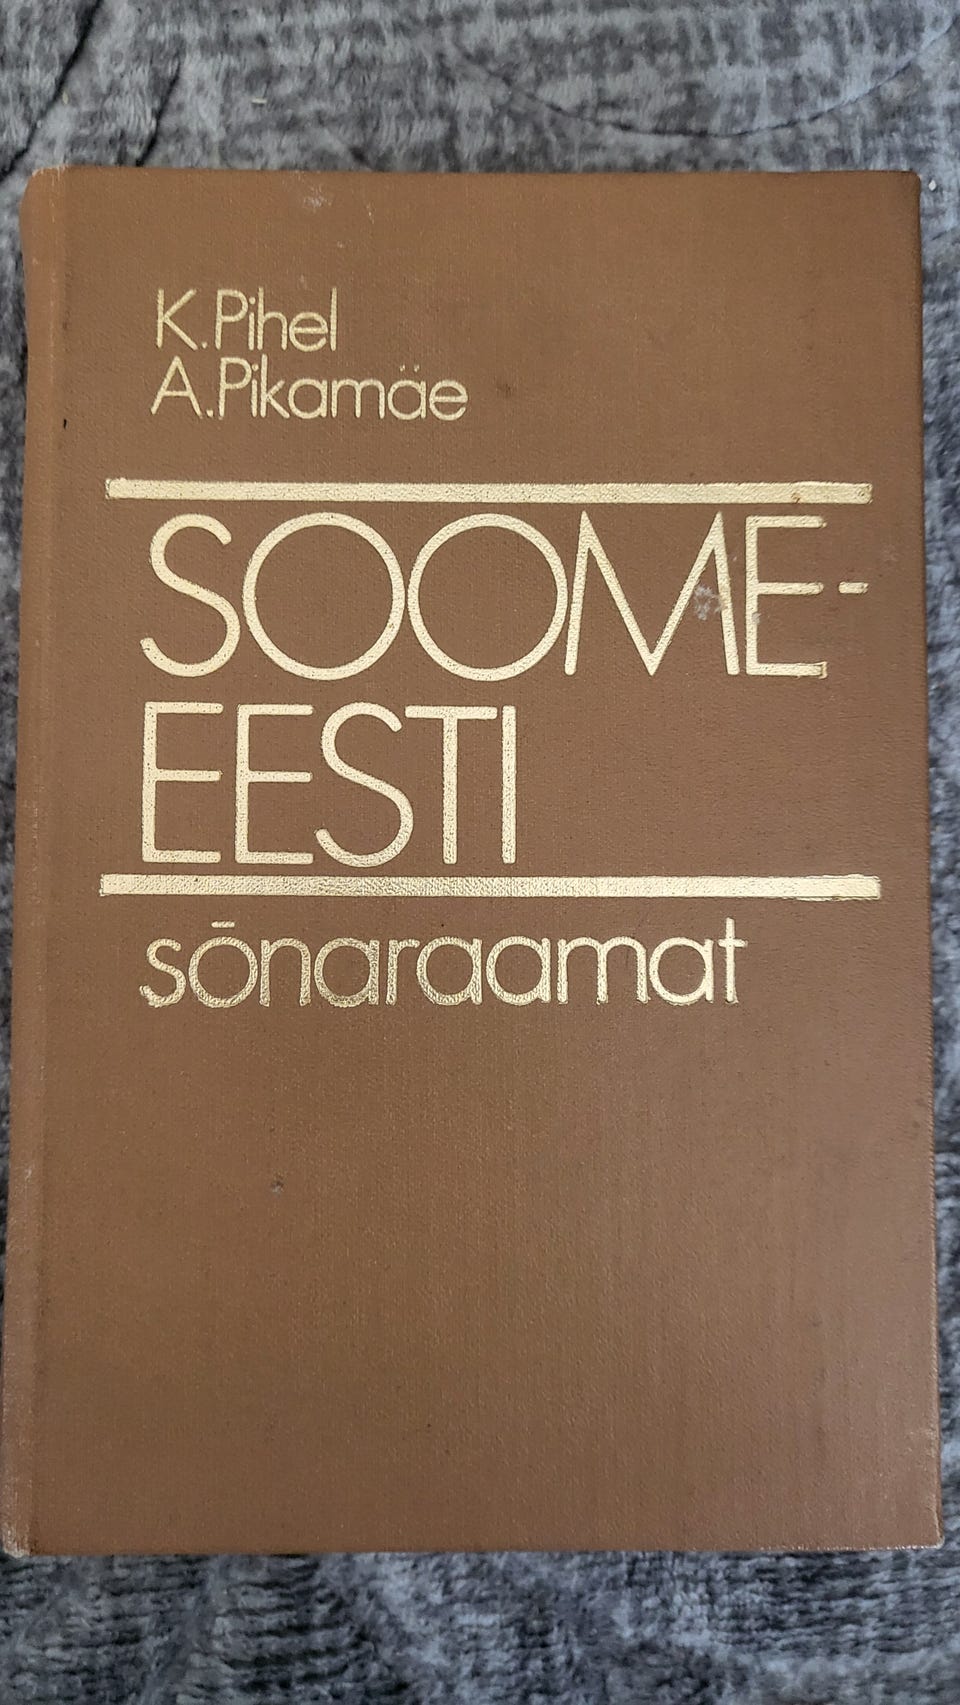 K.Pihel
A.Pikamäe
SOOME-
EESTI
sõnaraamat